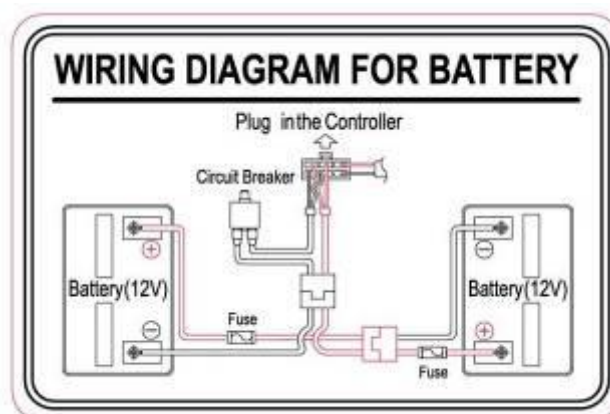 WIRING DIAGRAM FOR BATTERY
Plug in the Controller
Circuit Breaker
+
−
Battery(12V)
Battery(12V)
−
Fuse
+
Fuse